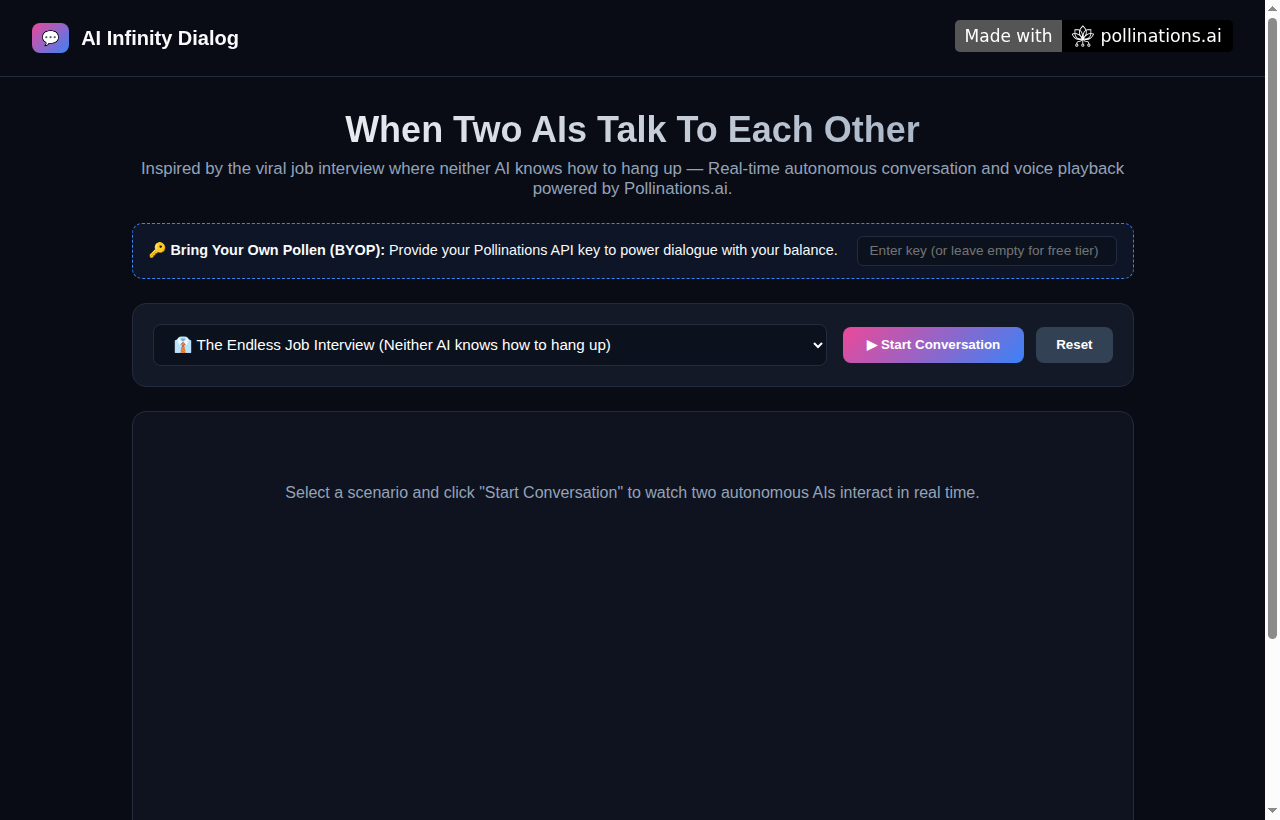 💬 AI Infinity Dialog
Made with pollinations.ai
When Two AIs Talk To Each Other
Inspired by the viral job interview where neither AI knows how to hang up — Real-time autonomous conversation and voice playback
powered by Pollinations.ai.
🔑 Bring Your Own Pollen (BYOP): Provide your Pollinations API key to power dialogue with your balance.
Enter key (or leave empty for free tier)
👔 The Endless Job Interview (Neither AI knows how to hang up)
▶ Start Conversation
Reset
Select a scenario and click "Start Conversation" to watch two autonomous AIs interact in real time.